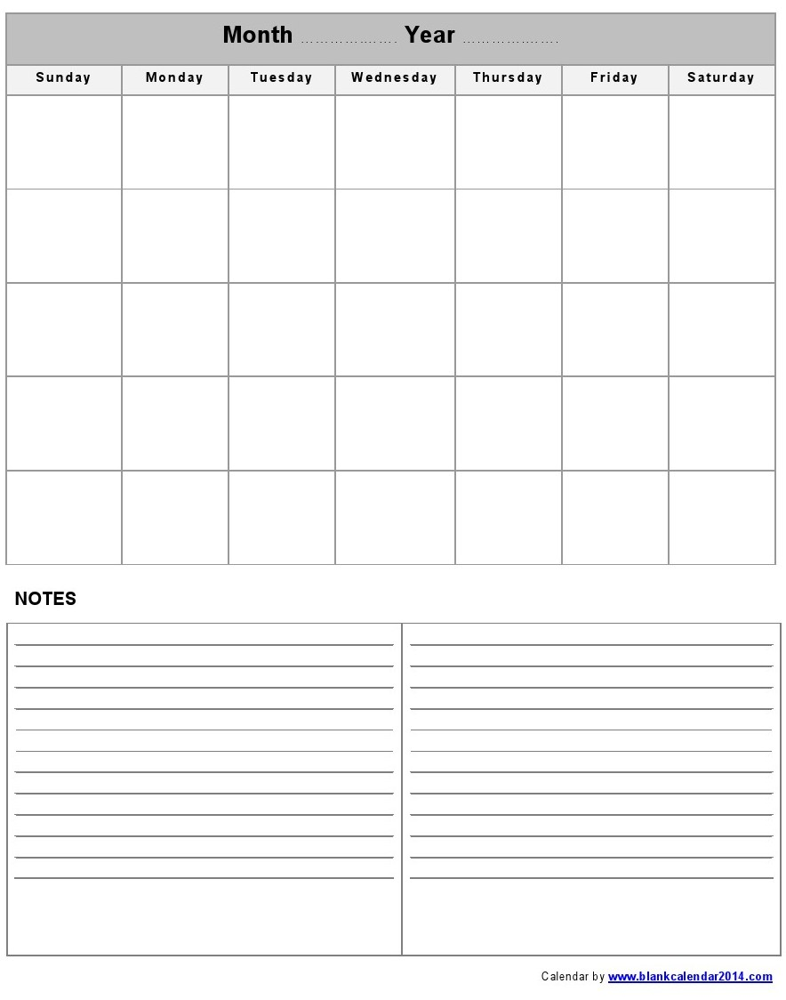 Month ………………… Year …………………
Sunday Monday Tuesday Wednesday Thursday Friday Saturday
NOTES
Calendar by www.blankcalendar2014.com